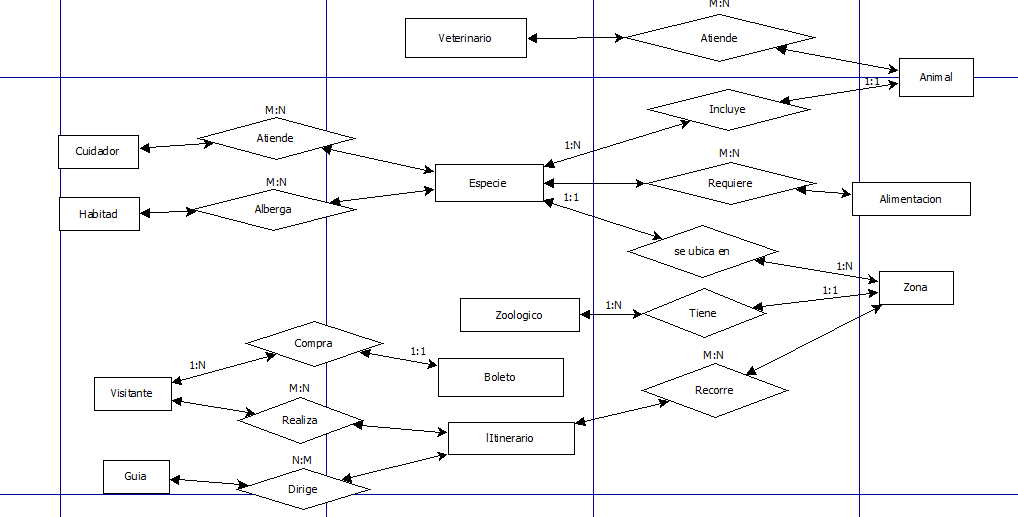 M:N
Veterinario
Atiende
Animal
1:1
Incluye
M:N
Atiende
Cuidador
1:N
M:N
Requiere
Especie
M:N
Alberga
Habitad
1:1
Alimentacion
se ubica en
1:N
Zona
1:1
Zoologico
1:N
Tiene
Compra
1:N
1:1
Boleto
M:N
Recorre
Visitante
M:N
Realiza
lItinerario
N:M
Guia
Dirige